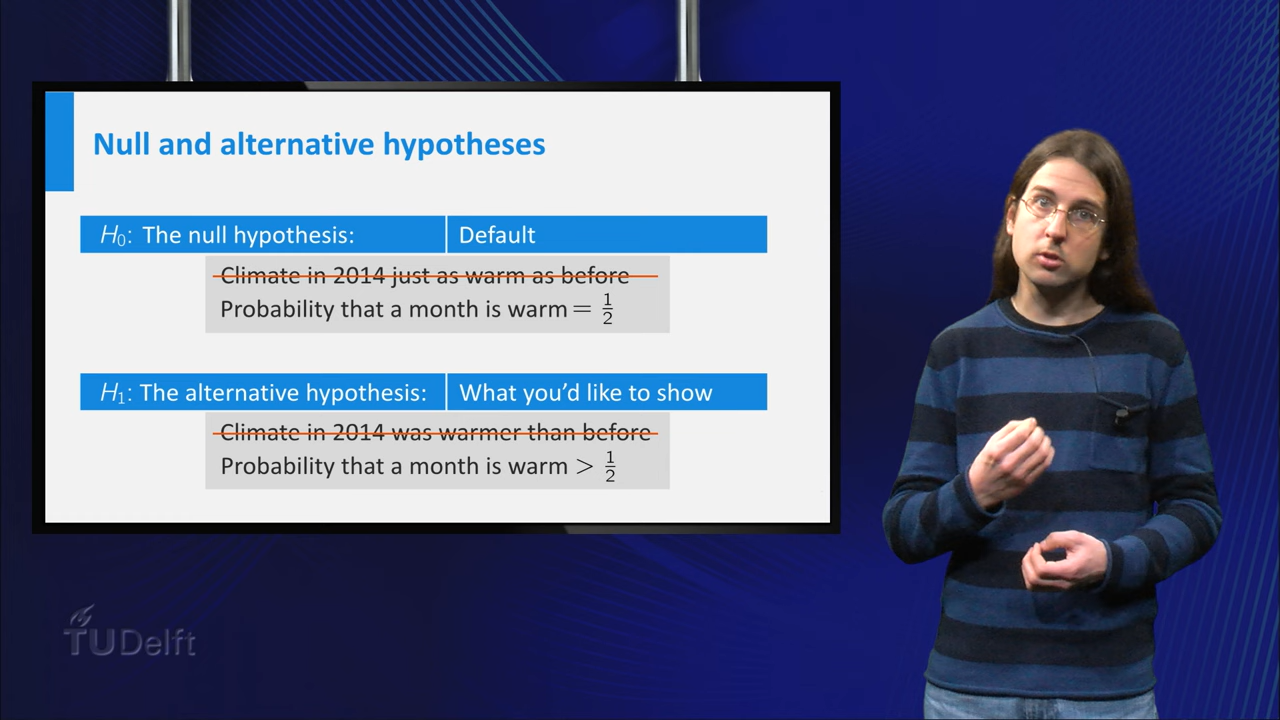 Null and alternative hypotheses
H₀: The null hypothesis: Default
Climate in 2014 just as warm as before
Probability that a month is warm = 1/2
H₁: The alternative hypothesis: What you'd like to show
Climate in 2014 was warmer than before
Probability that a month is warm > 1/2
TUDelft